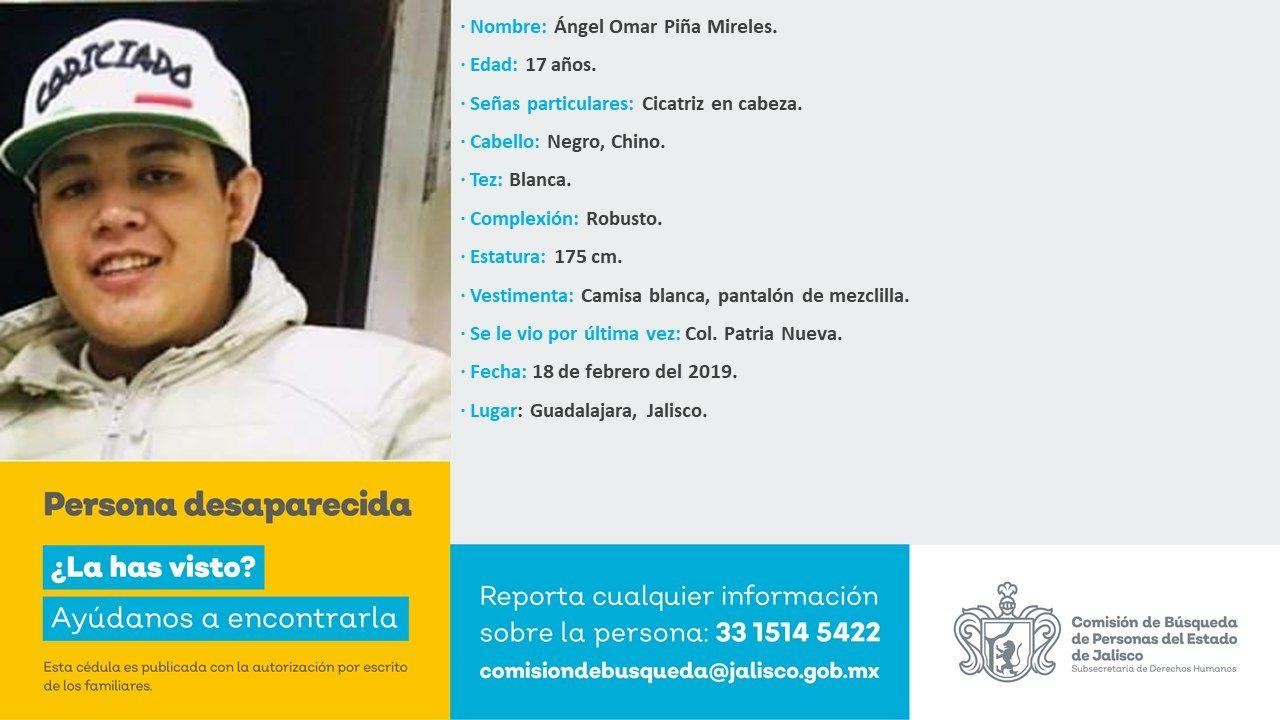 CODICIADO
· Nombre: Ángel Omar Piña Mireles.
· Edad: 17 años.
· Señas particulares: Cicatriz en cabeza.
· Cabello: Negro, Chino.
· Tez: Blanca.
· Complexión: Robusto.
· Estatura: 175 cm.
· Vestimenta: Camisa blanca, pantalón de mezclilla.
· Se le vio por última vez: Col. Patria Nueva.
· Fecha: 18 de febrero del 2019.
· Lugar: Guadalajara, Jalisco.
Persona desaparecida
¿La has visto?
Ayúdanos a encontrarla
Esta cédula es publicada con la autorización por escrito
de los familiares.
Reporta cualquier información
sobre la persona: 33 1514 5422
comisiondebusqueda@jalisco.gob.mx
Comisión de Búsqueda
de Personas del Estado
de Jalisco
Subsecretaría de Derechos Humanos